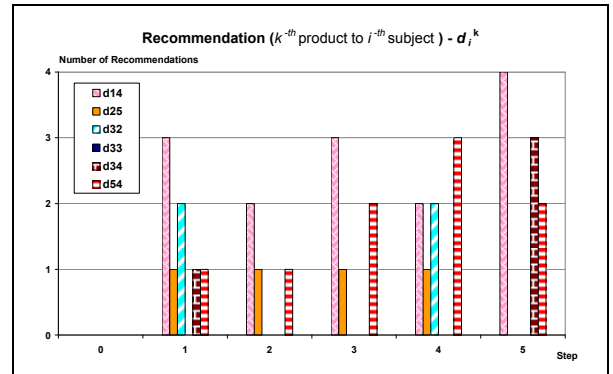 Recommendation (k -th product to i -th subject ) - d i k
Number of Recommendations
4
d14
d25
d32
d33
d34
d54
3
2
1
0
0 1 2 3 4 5
Step